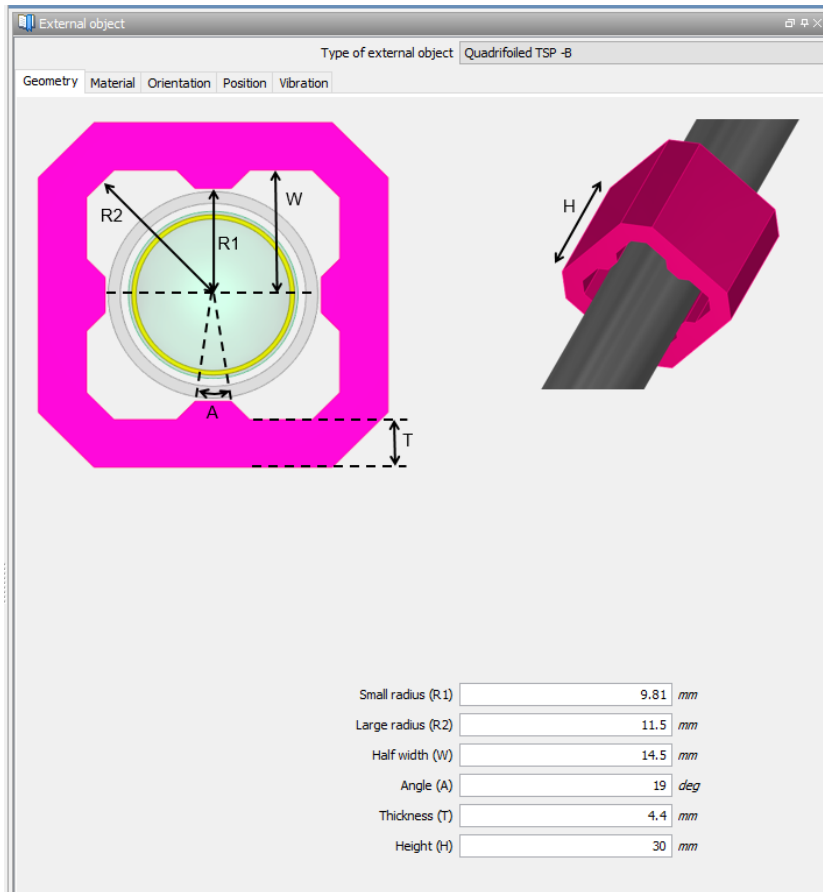 External object
Type of external object Quadrifoiled TSP -B
Geometry Material Orientation Position Vibration
R2
R1
W
A
T
H
Small radius (R1) 9.81 mm
Large radius (R2) 11.5 mm
Half width (W) 14.5 mm
Angle (A) 19 deg
Thickness (T) 4.4 mm
Height (H) 30 mm